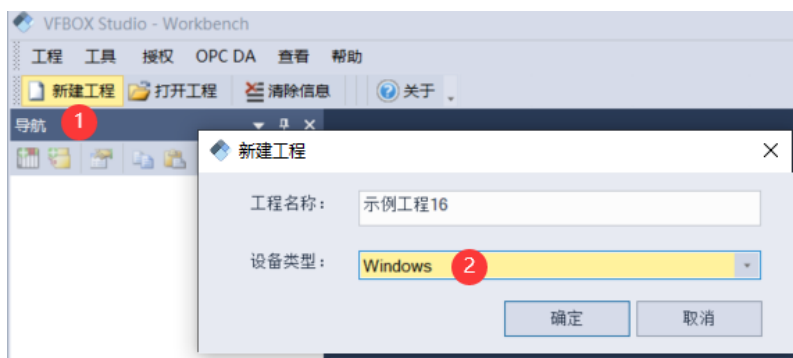 VFBOX Studio - Workbench
工程 工具 授权 OPC DA 查看 帮助
新建工程 打开工程 清除信息 关于
导航 1
新建工程
工程名称： 示例工程16
设备类型： Windows 2
确定 取消